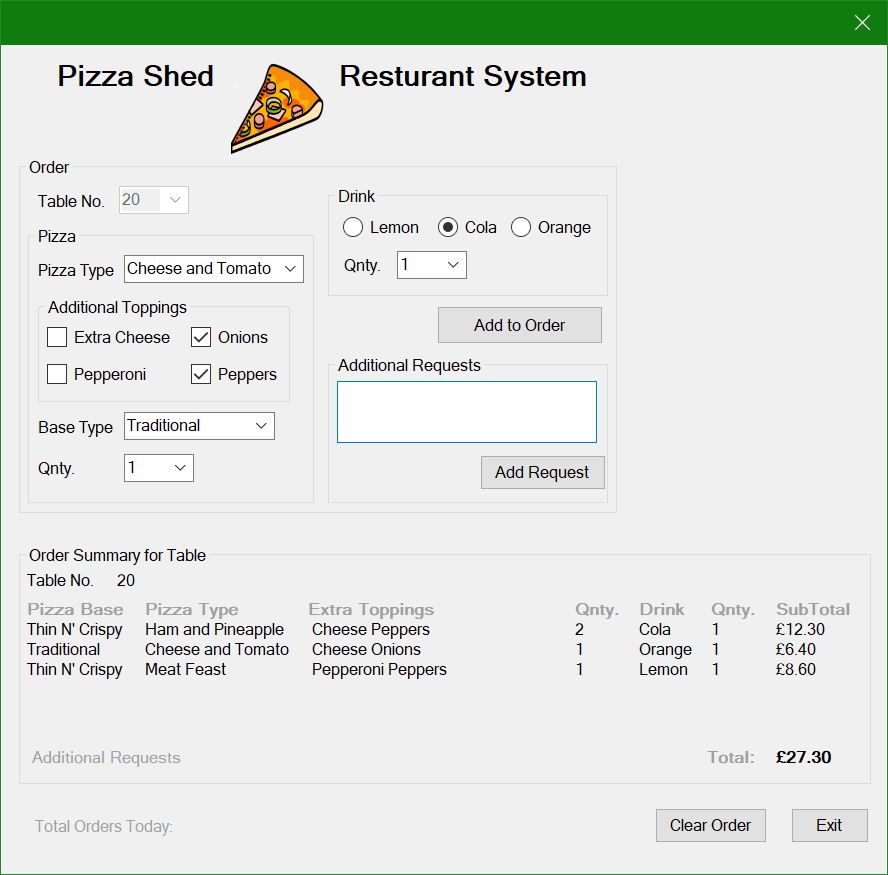 Pizza Shed Resturant System
Order
Table No. 20
Pizza
Pizza Type Cheese and Tomato
Additional Toppings
Extra Cheese Onions
Pepperoni Peppers
Base Type Traditional
Qnty. 1
Drink
Lemon Cola Orange
Qnty. 1
Add to Order
Additional Requests
Add Request
Order Summary for Table
Table No. 20
Pizza Base Pizza Type Extra Toppings Qnty. Drink Qnty. SubTotal
Thin N' Crispy Ham and Pineapple Cheese Peppers 2 Cola 1 £12.30
Traditional Cheese and Tomato Cheese Onions 1 Orange 1 £6.40
Thin N' Crispy Meat Feast Pepperoni Peppers 1 Lemon 1 £8.60
Additional Requests Total: £27.30
Total Orders Today: Clear Order Exit